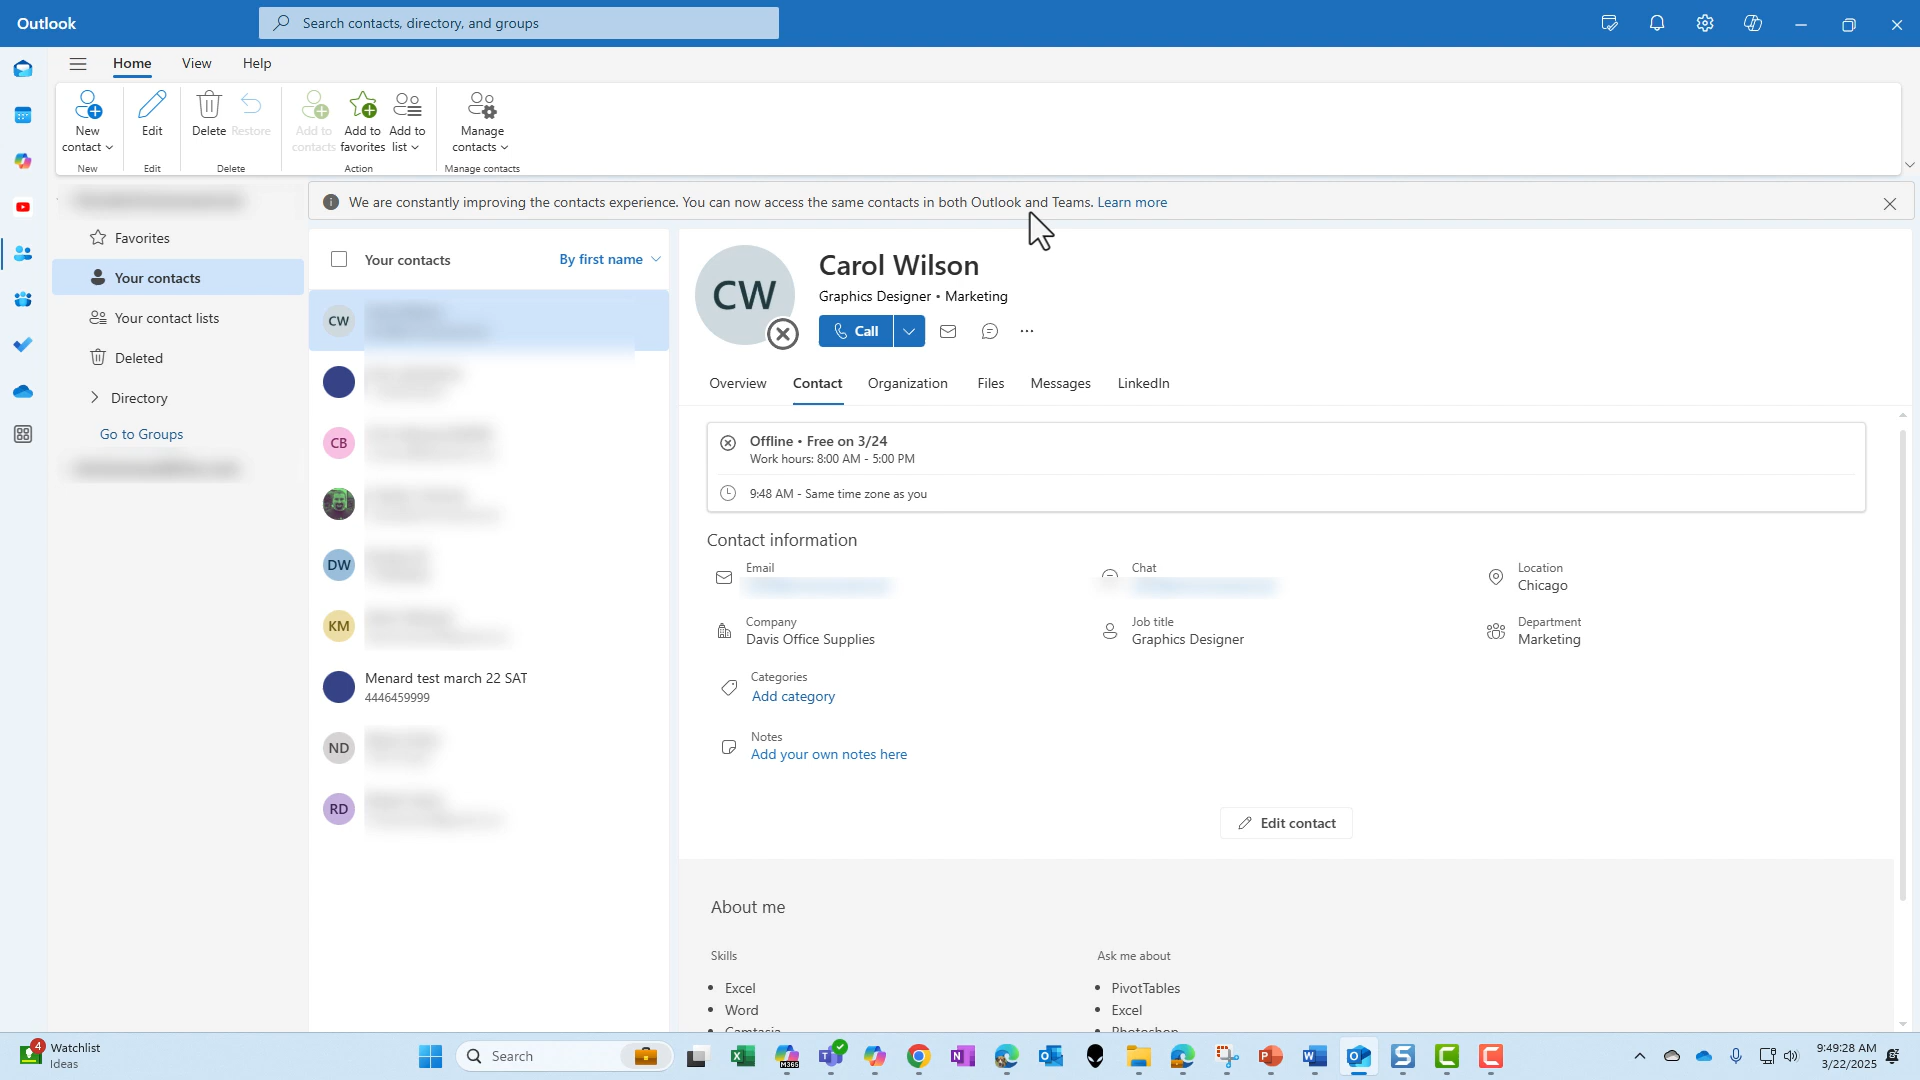 Outlook
Search contacts, directory, and groups
Home
View
Help
New contact
Edit
Delete
Restore
Add to contacts
Add to favorites
Add to list
Manage contacts
New
Edit
Delete
Action
Manage contacts
We are constantly improving the contacts experience. You can now access the same contacts in both Outlook and Teams. Learn more
Favorites
Your contacts
Your contact lists
Deleted
Directory
Go to Groups
Your contacts
By first name
CW
CB
DW
KM
Menard test march 22 SAT
4446459999
ND
RD
CW
Carol Wilson
Graphics Designer • Marketing
Call
Overview
Contact
Organization
Files
Messages
LinkedIn
Offline • Free on 3/24
Work hours: 8:00 AM - 5:00 PM
9:48 AM - Same time zone as you
Contact information
Email
Chat
Location
Chicago
Company
Davis Office Supplies
Job title
Graphics Designer
Department
Marketing
Categories
Add category
Notes
Add your own notes here
Edit contact
About me
Skills
• Excel
• Word
• Camtasia
Ask me about
• PivotTables
• Excel
• Photoshop
4
Watchlist
Ideas
Search
M365
9:49:28 AM
3/22/2025